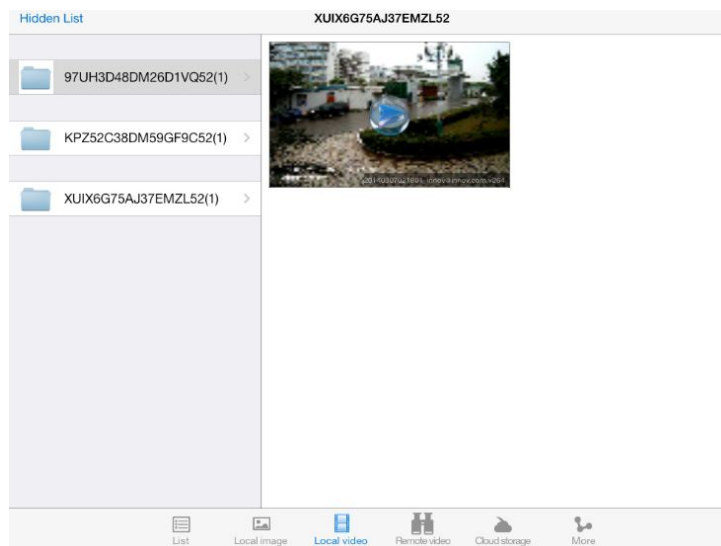 Hidden List
XUIX6G75AJ37EMZL52
97UH3D48DM26D1VQ52(1)
KPZ52C38DM59GF9C52(1)
XUIX6G75AJ37EMZL52(1)
List
Local image
Local video
Remote video
Cloud storage
More